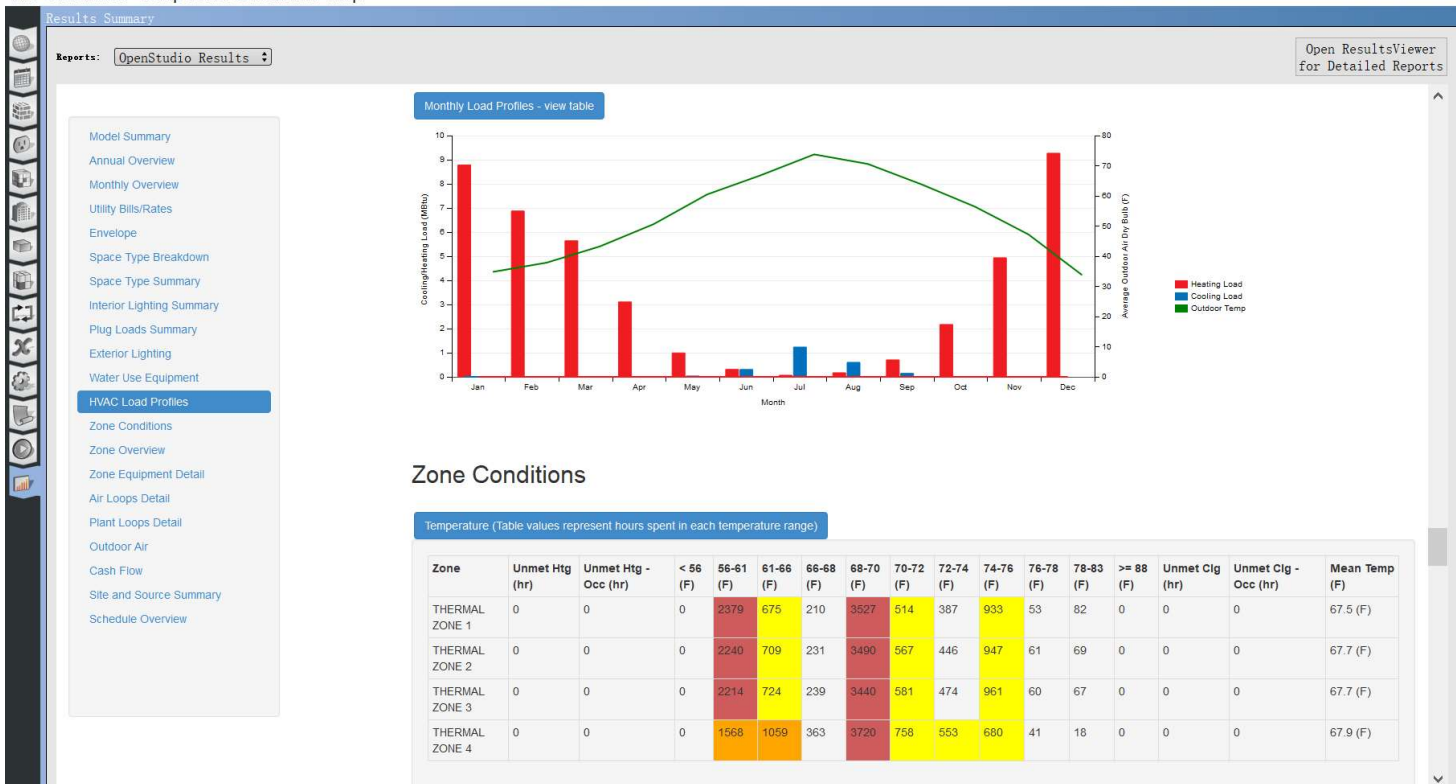 Results Summary
Reports: OpenStudio Results
Open ResultsViewer
for Detailed Reports
Model Summary
Annual Overview
Monthly Overview
Utility Bills/Rates
Envelope
Space Type Breakdown
Space Type Summary
Interior Lighting Summary
Plug Loads Summary
Exterior Lighting
Water Use Equipment
HVAC Load Profiles
Zone Conditions
Zone Overview
Zone Equipment Detail
Air Loops Detail
Plant Loops Detail
Outdoor Air
Cash Flow
Site and Source Summary
Schedule Overview
Monthly Load Profiles - view table
Cooling/Heating Load (MBtu)
10
9
8
7
6
5
4
3
2
1
0
Jan Feb Mar Apr May Jun Jul Aug Sep Oct Nov Dec
Month
80
70
60
50
40
30
20
10
0
Average Outdoor Air Dry Bulb (F)
Heating Load
Cooling Load
Outdoor Temp
Zone Conditions
Temperature (Table values represent hours spent in each temperature range)
Zone Unmet Htg (hr) Unmet Htg - Occ (hr) < 56 (F) 56-61 (F) 61-66 (F) 66-68 (F) 68-70 (F) 70-72 (F) 72-74 (F) 74-76 (F) 76-78 (F) 78-83 (F) >= 88 (F) Unmet Clg (hr) Unmet Clg - Occ (hr) Mean Temp (F)
THERMAL ZONE 1 0 0 0 2379 675 210 3527 514 387 933 53 82 0 0 0 67.5 (F)
THERMAL ZONE 2 0 0 0 2240 709 231 3490 567 446 947 61 69 0 0 0 67.7 (F)
THERMAL ZONE 3 0 0 0 2214 724 239 3440 581 474 961 60 67 0 0 0 67.7 (F)
THERMAL ZONE 4 0 0 0 1568 1059 363 3720 758 553 680 41 18 0 0 0 67.9 (F)